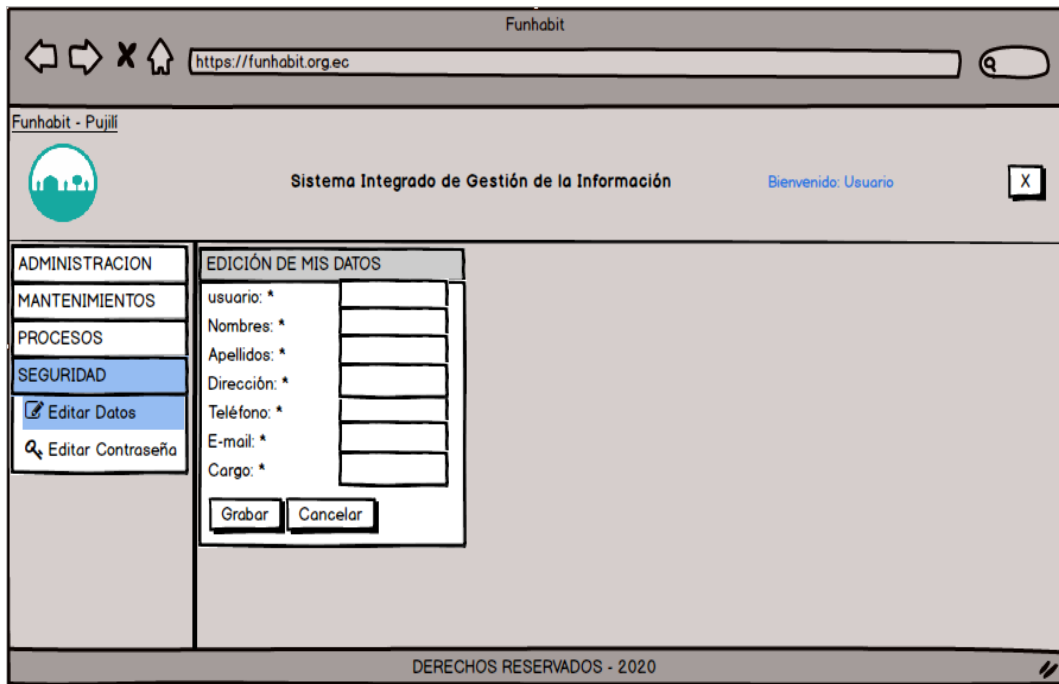 Funhabit
https://funhabit.org.ec
Funhabit - Pujilí
Sistema Integrado de Gestión de la Información
Bienvenido: Usuario
X
ADMINISTRACION
MANTENIMIENTOS
PROCESOS
SEGURIDAD
Editar Datos
Editar Contraseña
EDICIÓN DE MIS DATOS
usuario: *
Nombres: *
Apellidos: *
Dirección: *
Teléfono: *
E-mail: *
Cargo: *
Grabar Cancelar
DERECHOS RESERVADOS - 2020